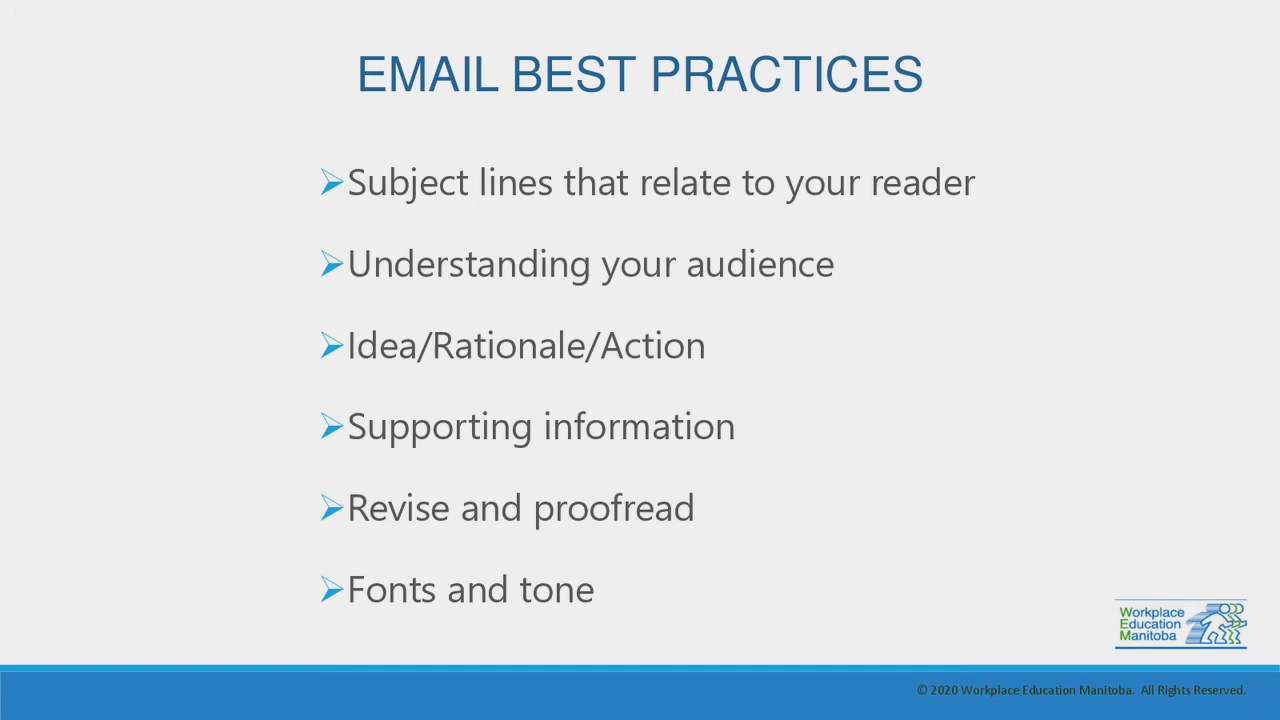 EMAIL BEST PRACTICES
➢Subject lines that relate to your reader
➢Understanding your audience
➢Idea/Rationale/Action
➢Supporting information
➢Revise and proofread
➢Fonts and tone
Workplace
Education
Manitoba
© 2020 Workplace Education Manitoba. All Rights Reserved.